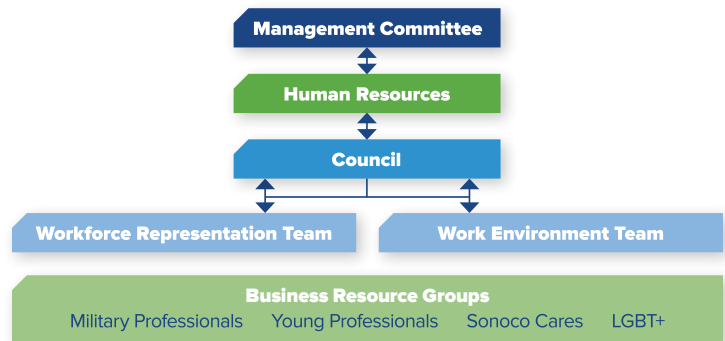 Management Committee
Human Resources
Council
Workforce Representation Team
Work Environment Team
Business Resource Groups
Military Professionals Young Professionals Sonoco Cares LGBT+